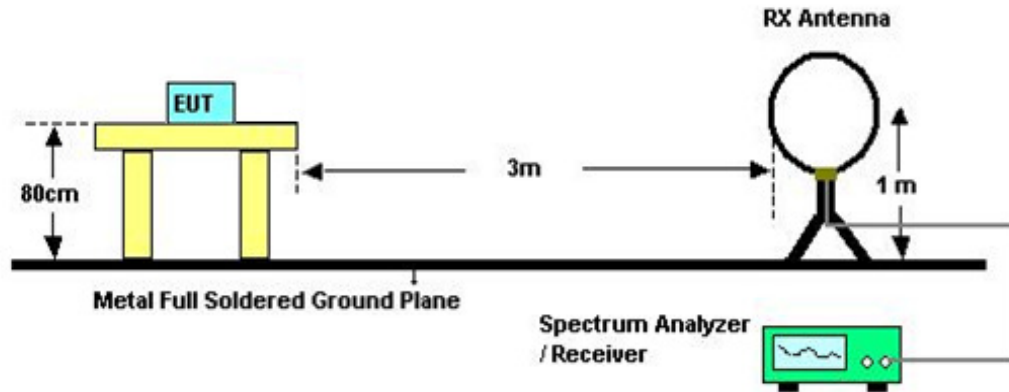 RX Antenna
EUT
80cm
3m
1 m
Metal Full Soldered Ground Plane
Spectrum Analyzer
/ Receiver